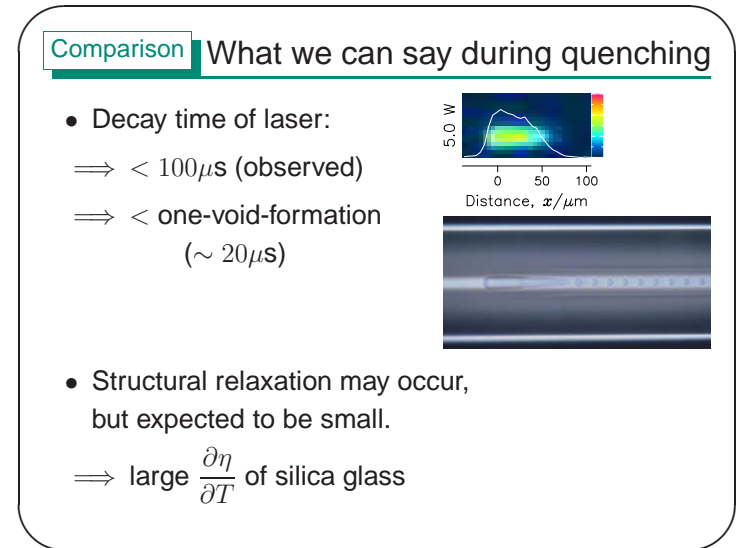 Comparison What we can say during quenching
• Decay time of laser:
⟹ < 100μs (observed)
⟹ < one-void-formation
(∼ 20μs)
5.0 W
0 50 100
Distance, x/μm
• Structural relaxation may occur,
but expected to be small.
⟹ large ∂η/∂T of silica glass